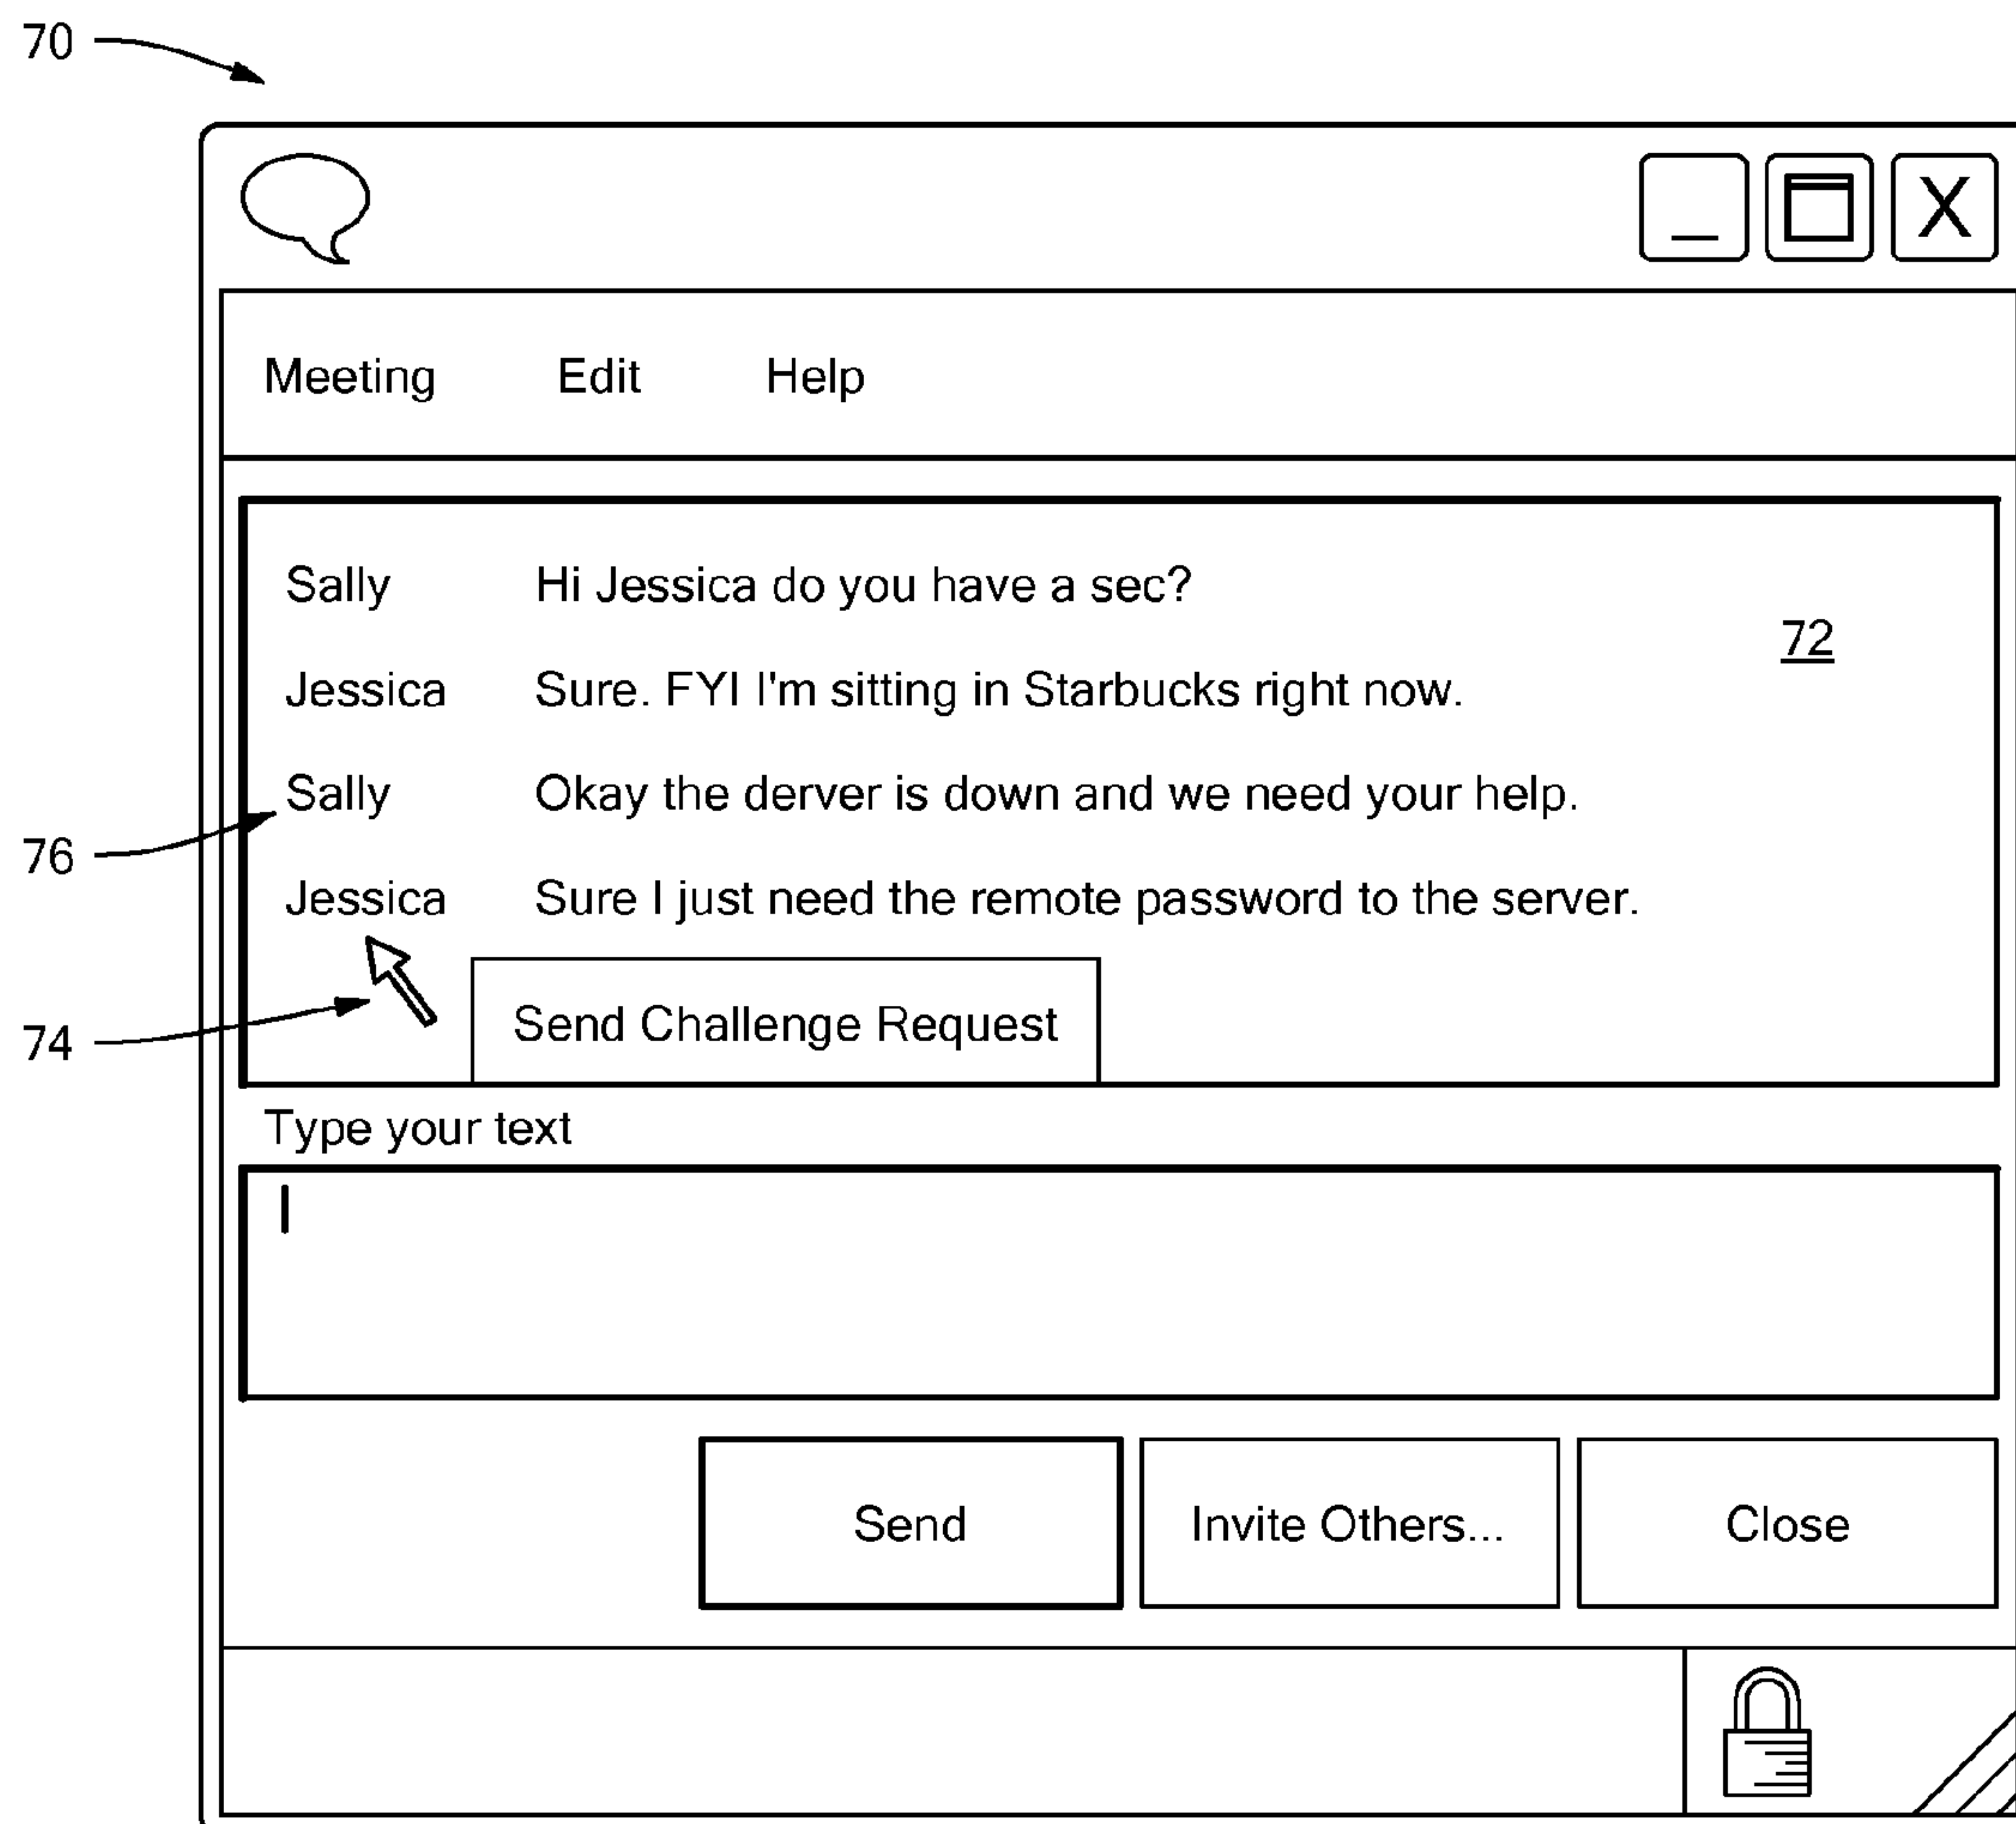 70
X
Meeting Edit Help
Sally Hi Jessica do you have a sec?
72
Jessica Sure. FYI I'm sitting in Starbucks right now.
Sally Okay the derver is down and we need your help.
76
Jessica Sure I just need the remote password to the server.
Send Challenge Request
74
Type your text
Send Invite Others... Close